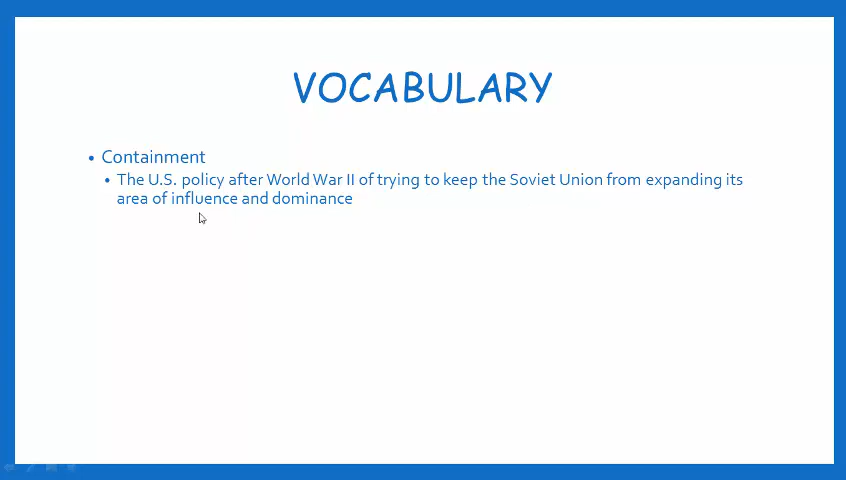 VOCABULARY
• Containment
• The U.S. policy after World War II of trying to keep the Soviet Union from expanding its
area of influence and dominance